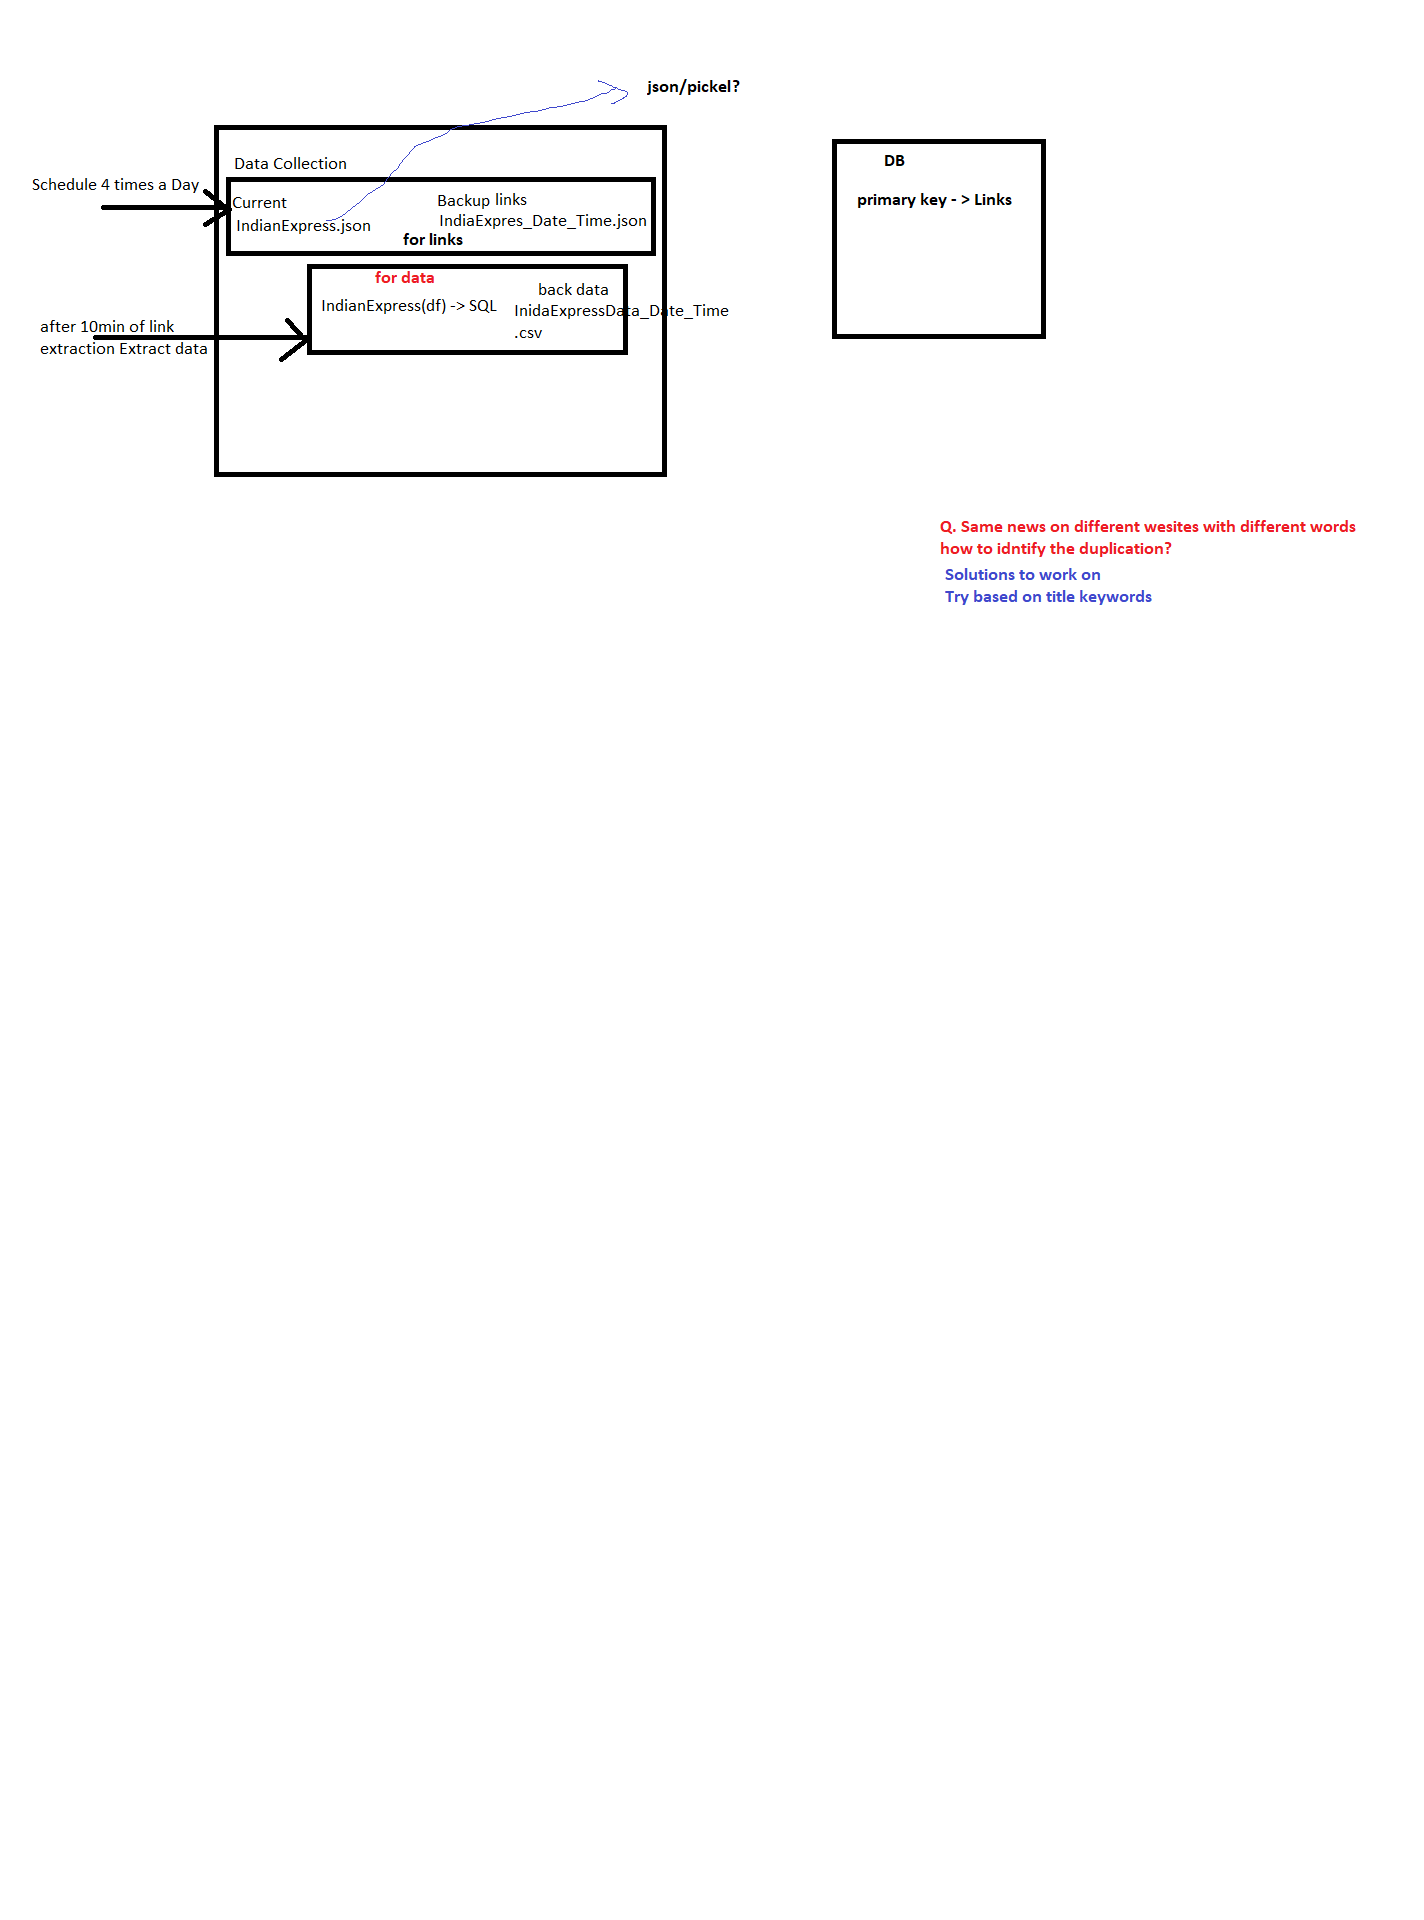 json/pickel?
Data Collection
Schedule 4 times a Day
Current
IndianExpress.json
Backup links
IndiaExpres_Date_Time.json
for links
for data
IndianExpress(df) -> SQL
back data
InidaExpressData_Date_Time
.csv
after 10min of link
extraction Extract data
DB
primary key - > Links
Q. Same news on different wesites with different words
how to idntify the duplication?
Solutions to work on
Try based on title keywords